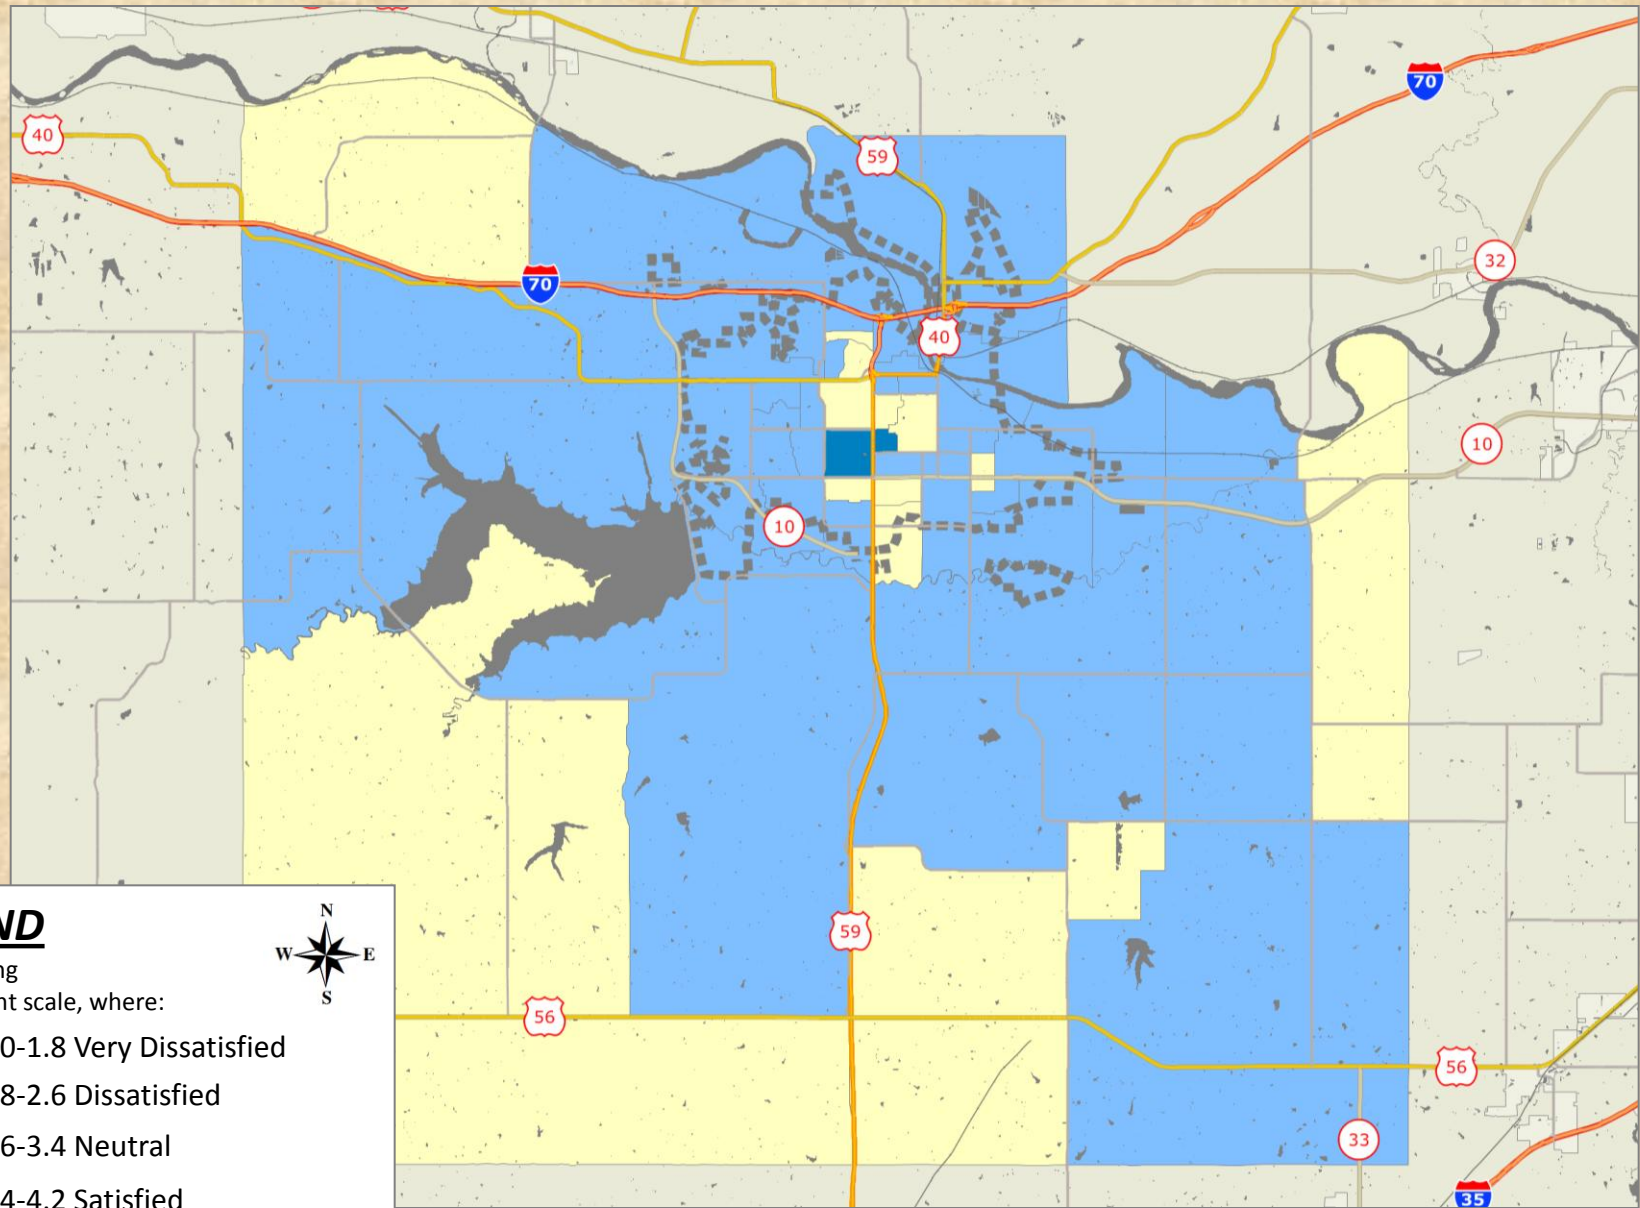 70
40
59
32
70
40
10
10
ND
N
W E
S
59
ng
nt scale, where:
56
0-1.8 Very Dissatisfied
56
8-2.6 Dissatisfied
6-3.4 Neutral
33
4-4.2 Satisfied
35